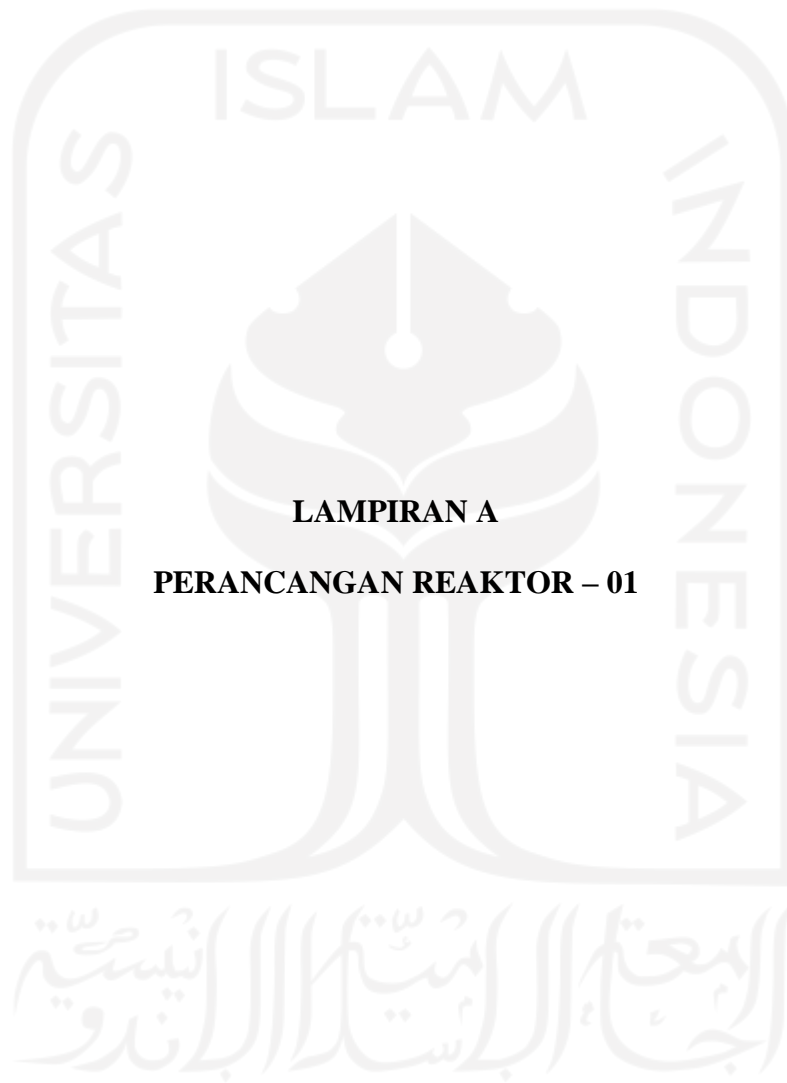 ISLAM
UNIVERSITAS
INDONESIA
LAMPIRAN A
PERANCANGAN REAKTOR – 01